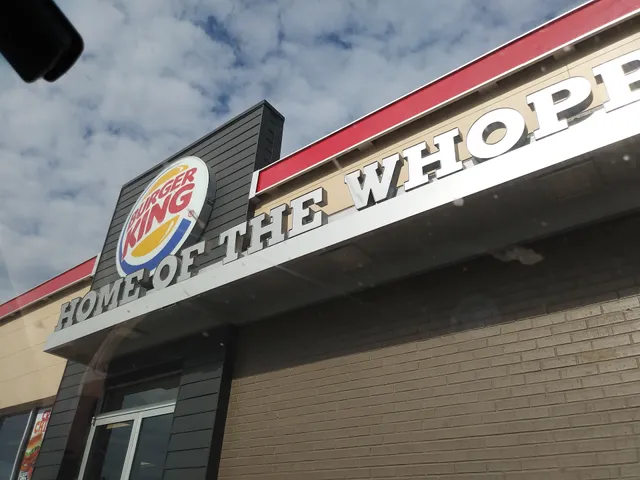 BURGER
KING
HOME OF THE WHOPP